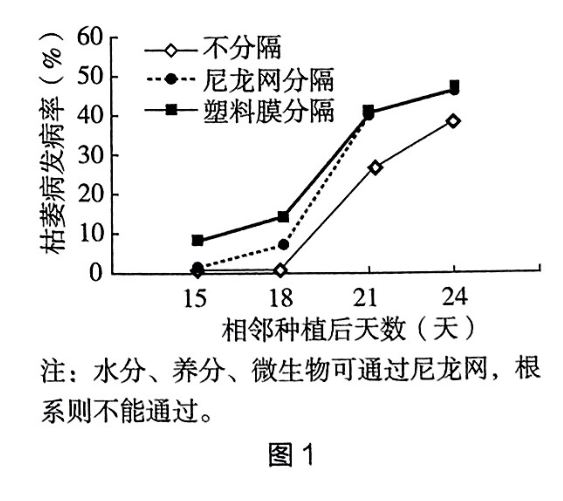 枯萎病发病率（%）
60
50
40
30
20
10
0
不分隔
尼龙网分隔
塑料膜分隔
15 18 21 24
相邻种植后天数（天）
注：水分、养分、微生物可通过尼龙网，根
系则不能通过。
图1